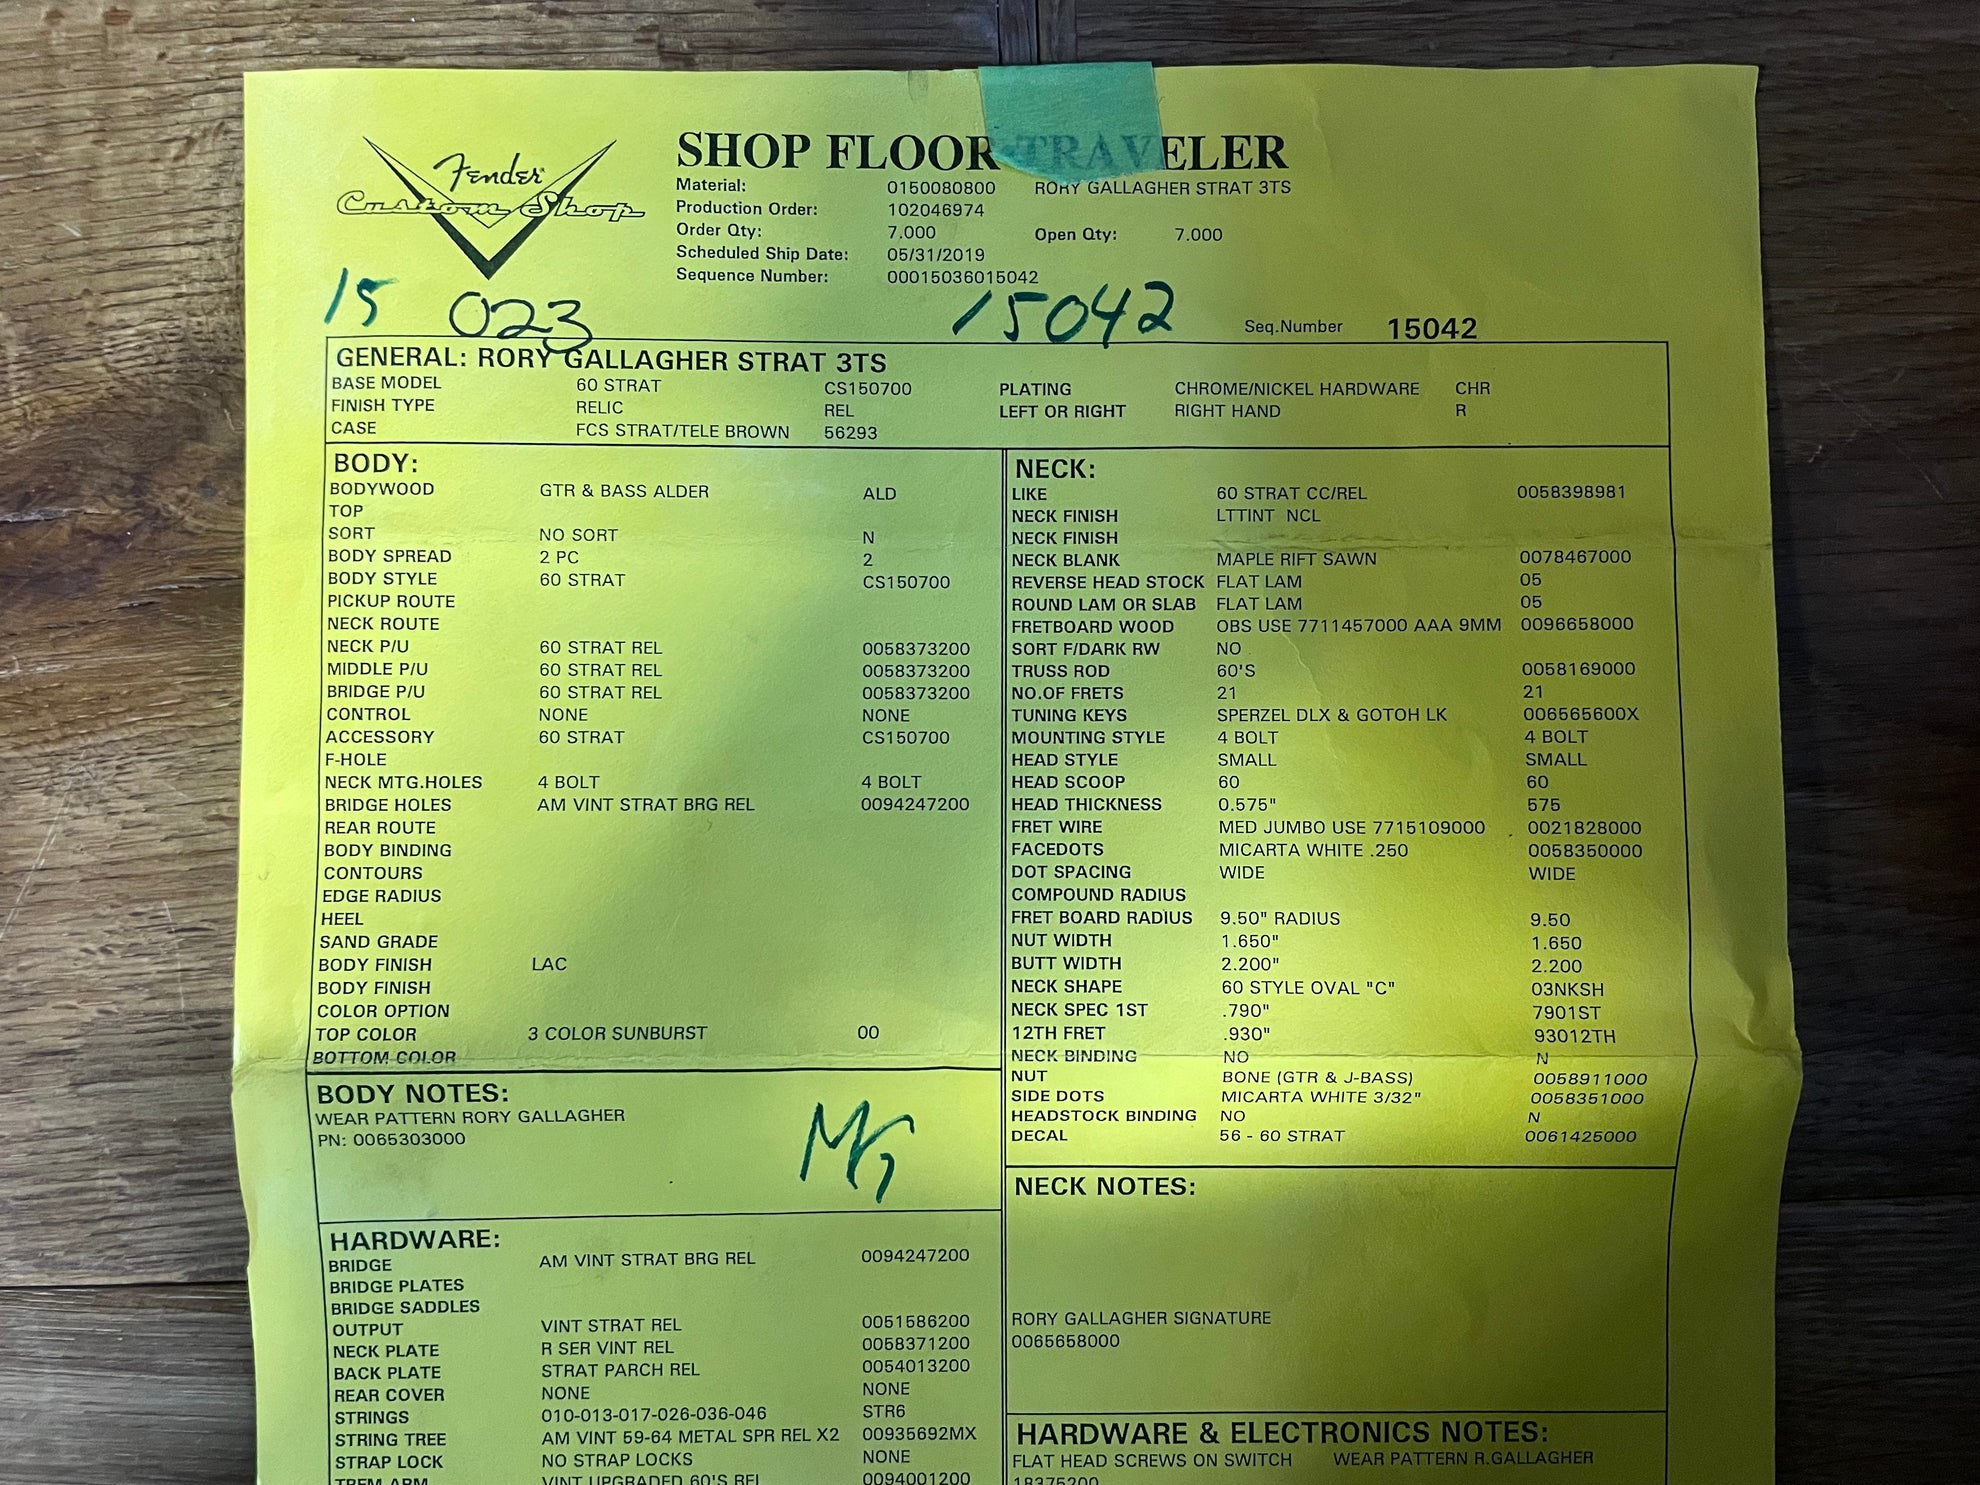 Fender
Custom Shop
SHOP FLOOR TRAVELER
Material: 0150080800 RORY GALLAGHER STRAT 3TS
Production Order: 102046974
Order Qty: 7.000 Open Qty: 7.000
Scheduled Ship Date: 05/31/2019
Sequence Number: 00015036015042
15 023 15042 Seq.Number 15042
GENERAL: RORY GALLAGHER STRAT 3TS
BASE MODEL 60 STRAT CS150700 PLATING CHROME/NICKEL HARDWARE CHR
FINISH TYPE RELIC REL LEFT OR RIGHT RIGHT HAND R
CASE FCS STRAT/TELE BROWN 56293
BODY:
BODYWOOD GTR & BASS ALDER ALD
TOP
SORT NO SORT N
BODY SPREAD 2 PC 2
BODY STYLE 60 STRAT CS150700
PICKUP ROUTE
NECK ROUTE
NECK P/U 60 STRAT REL 0058373200
MIDDLE P/U 60 STRAT REL 0058373200
BRIDGE P/U 60 STRAT REL 0058373200
CONTROL NONE NONE
ACCESSORY 60 STRAT CS150700
F-HOLE
NECK MTG.HOLES 4 BOLT 4 BOLT
BRIDGE HOLES AM VINT STRAT BRG REL 0094247200
REAR ROUTE
BODY BINDING
CONTOURS
EDGE RADIUS
HEEL
SAND GRADE
BODY FINISH LAC
BODY FINISH
COLOR OPTION
TOP COLOR 3 COLOR SUNBURST 00
BOTTOM COLOR
BODY NOTES:
WEAR PATTERN RORY GALLAGHER
PN: 0065303000
HARDWARE:
BRIDGE AM VINT STRAT BRG REL 0094247200
BRIDGE PLATES
BRIDGE SADDLES
OUTPUT VINT STRAT REL 0051586200
NECK PLATE R SER VINT REL 0058371200
BACK PLATE STRAT PARCH REL 0054013200
REAR COVER NONE NONE
STRINGS 010-013-017-026-036-046 STR6
STRING TREE AM VINT 59-64 METAL SPR REL X2 00935692MX
STRAP LOCK NO STRAP LOCKS NONE
TREM ARM VINT UPGRADED 60'S REL 0094001200
NECK:
LIKE 60 STRAT CC/REL 0058398981
NECK FINISH LTTINT NCL
NECK FINISH
NECK BLANK MAPLE RIFT SAWN 0078467000
REVERSE HEAD STOCK FLAT LAM 05
ROUND LAM OR SLAB FLAT LAM 05
FRETBOARD WOOD OBS USE 7711457000 AAA 9MM 0096658000
SORT F/DARK RW NO
TRUSS ROD 60'S 0058169000
NO.OF FRETS 21 21
TUNING KEYS SPERZEL DLX & GOTOH LK 006565600X
MOUNTING STYLE 4 BOLT 4 BOLT
HEAD STYLE SMALL SMALL
HEAD SCOOP 60 60
HEAD THICKNESS 0.575" 575
FRET WIRE MED JUMBO USE 7715109000 0021828000
FACEDOTS MICARTA WHITE .250 0058350000
DOT SPACING WIDE WIDE
COMPOUND RADIUS
FRET BOARD RADIUS 9.50" RADIUS 9.50
NUT WIDTH 1.650" 1.650
BUTT WIDTH 2.200" 2.200
NECK SHAPE 60 STYLE OVAL "C" 03NKSH
NECK SPEC 1ST .790" 7901ST
12TH FRET .930" 93012TH
NECK BINDING NO N
NUT BONE (GTR & J-BASS) 0058911000
SIDE DOTS MICARTA WHITE 3/32" 0058351000
HEADSTOCK BINDING NO N
DECAL 56 - 60 STRAT 0061425000
NECK NOTES:
RORY GALLAGHER SIGNATURE
0065658000
HARDWARE & ELECTRONICS NOTES:
FLAT HEAD SCREWS ON SWITCH WEAR PATTERN R.GALLAGHER
18375200